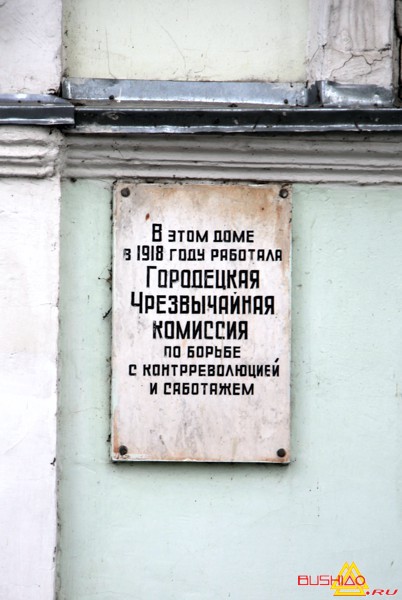 В ЭТОМ ДОМЕ
В 1918 ГОДУ РАБОТАЛА
ГОРОДЕЦКАЯ
ЧРЕЗВЫЧАЙНАЯ
КОМИССИЯ
ПО БОРЬБЕ
С КОНТРРЕВОЛЮЦИЕЙ
И САБОТАЖЕМ
BUSHIDO
.RU